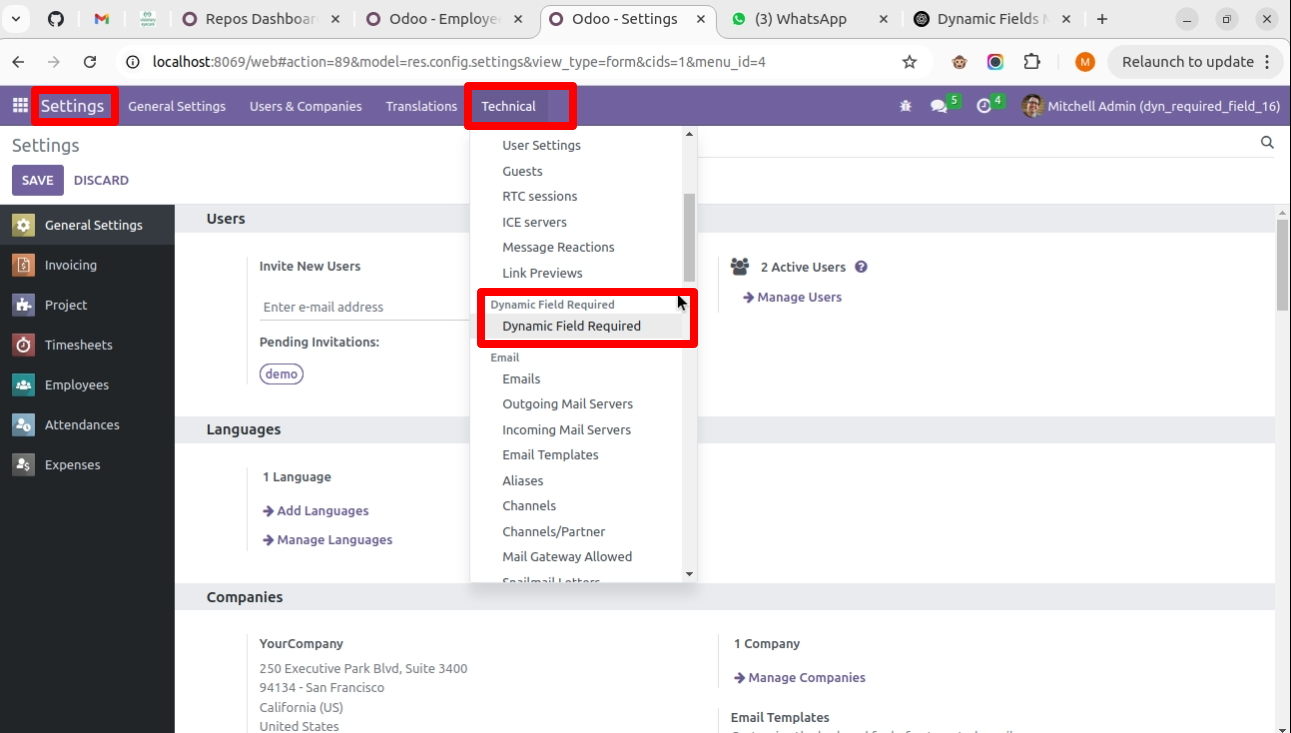 Repos Dashboar
Odoo - Employe
Odoo - Settings
(3) WhatsApp
Dynamic Fields M
localhost:8069/web#action=89&model=res.config.settings&view_type=form&cids=1&menu_id=4
M
Relaunch to update
Settings
General Settings
Users & Companies
Translations
Technical
5
4
Mitchell Admin (dyn_required_field_16)
Settings
SAVE
DISCARD
General Settings
Invoicing
Project
Timesheets
Employees
Attendances
Expenses
User Settings
Guests
RTC sessions
ICE servers
Message Reactions
Link Previews
Dynamic Field Required
Dynamic Field Required
Email
Emails
Outgoing Mail Servers
Incoming Mail Servers
Email Templates
Aliases
Channels
Channels/Partner
Mail Gateway Allowed
Snailmail Letters
Users
Invite New Users
Enter e-mail address
Pending Invitations:
demo
2 Active Users
Manage Users
Languages
1 Language
Add Languages
Manage Languages
Companies
YourCompany
250 Executive Park Blvd, Suite 3400
94134 - San Francisco
California (US)
United States
1 Company
Manage Companies
Email Templates